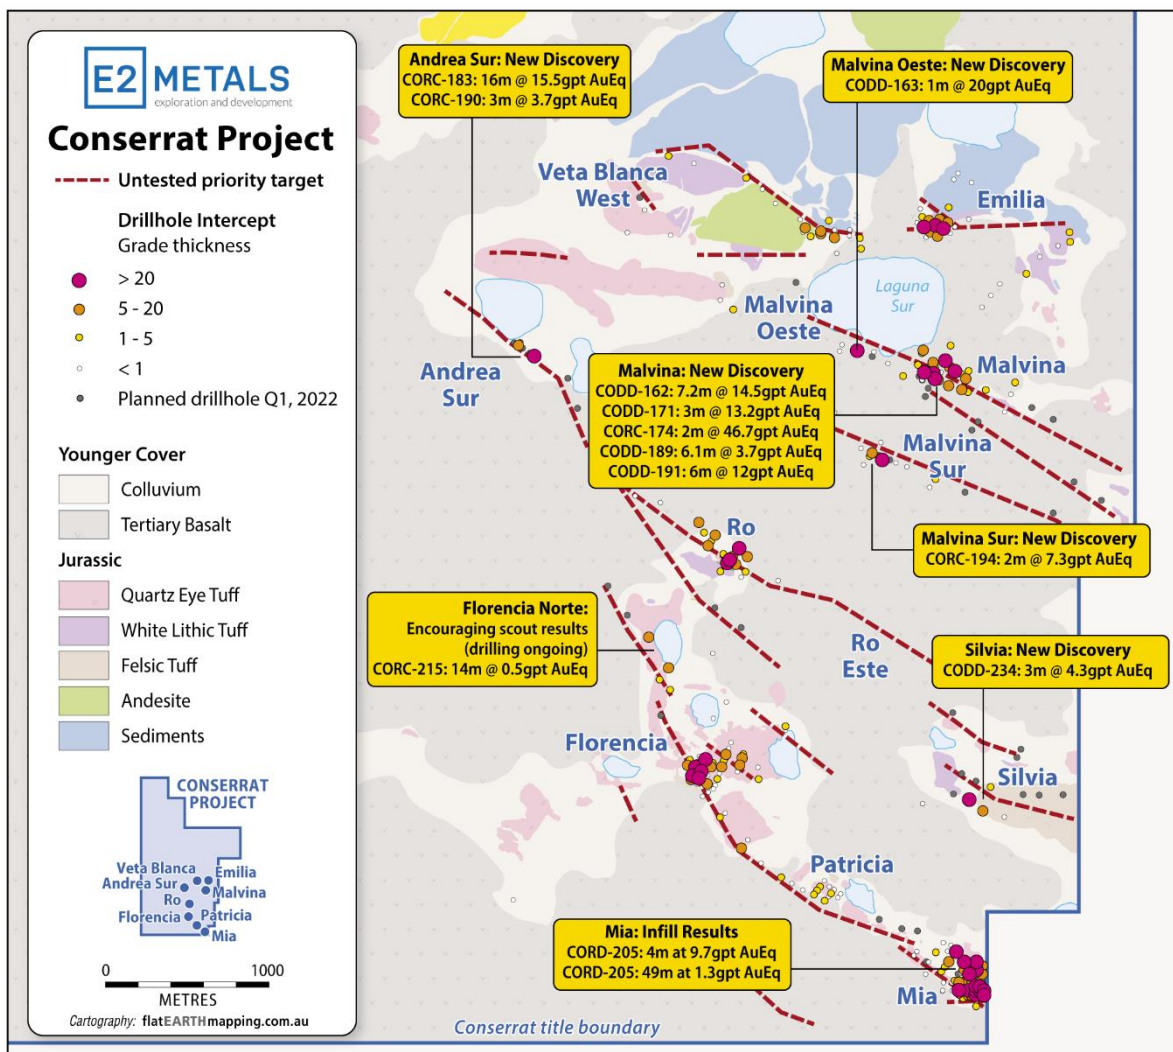 E2 METALS
exploration and development
Conserrat Project
Untested priority target
Drillhole Intercept
Grade thickness
> 20
5 - 20
1 - 5
< 1
Planned drillhole Q1, 2022
Younger Cover
Colluvium
Tertiary Basalt
Jurassic
Quartz Eye Tuff
White Lithic Tuff
Felsic Tuff
Andesite
Sediments
CONSERRAT
PROJECT
Veta Blanca
Emilia
Andrea Sur
Malvina
Ro
Florencia
Patricia
Mia
0 1000
METRES
Cartography: flatEARTHmapping.com.au
Andrea Sur: New Discovery
CORC-183: 16m @ 15.5gpt AuEq
CORC-190: 3m @ 3.7gpt AuEq
Malvina Oeste: New Discovery
CODD-163: 1m @ 20gpt AuEq
Veta Blanca
West
Emilia
Laguna
Sur
Malvina
Oeste
Andrea
Sur
Malvina
Malvina: New Discovery
CODD-162: 7.2m @ 14.5gpt AuEq
CODD-171: 3m @ 13.2gpt AuEq
CORC-174: 2m @ 46.7gpt AuEq
CODD-189: 6.1m @ 3.7gpt AuEq
CODD-191: 6m @ 12gpt AuEq
Malvina
Sur
Malvina Sur: New Discovery
CORC-194: 2m @ 7.3gpt AuEq
Ro
Florencia Norte:
Encouraging scout results
(drilling ongoing)
CORC-215: 14m @ 0.5gpt AuEq
Ro
Este
Silvia: New Discovery
CODD-234: 3m @ 4.3gpt AuEq
Florencia
Silvia
Patricia
Mia: Infill Results
CORD-205: 4m at 9.7gpt AuEq
CORD-205: 49m at 1.3gpt AuEq
Mia
Conserrat title boundary